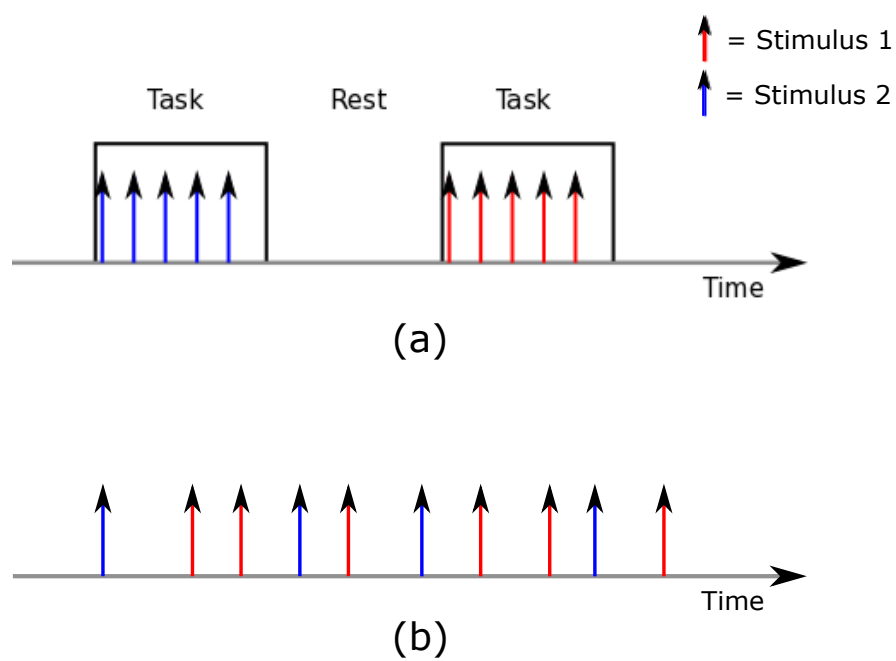 = Stimulus 1
= Stimulus 2
Task Rest Task
Time
(a)
Time
(b)